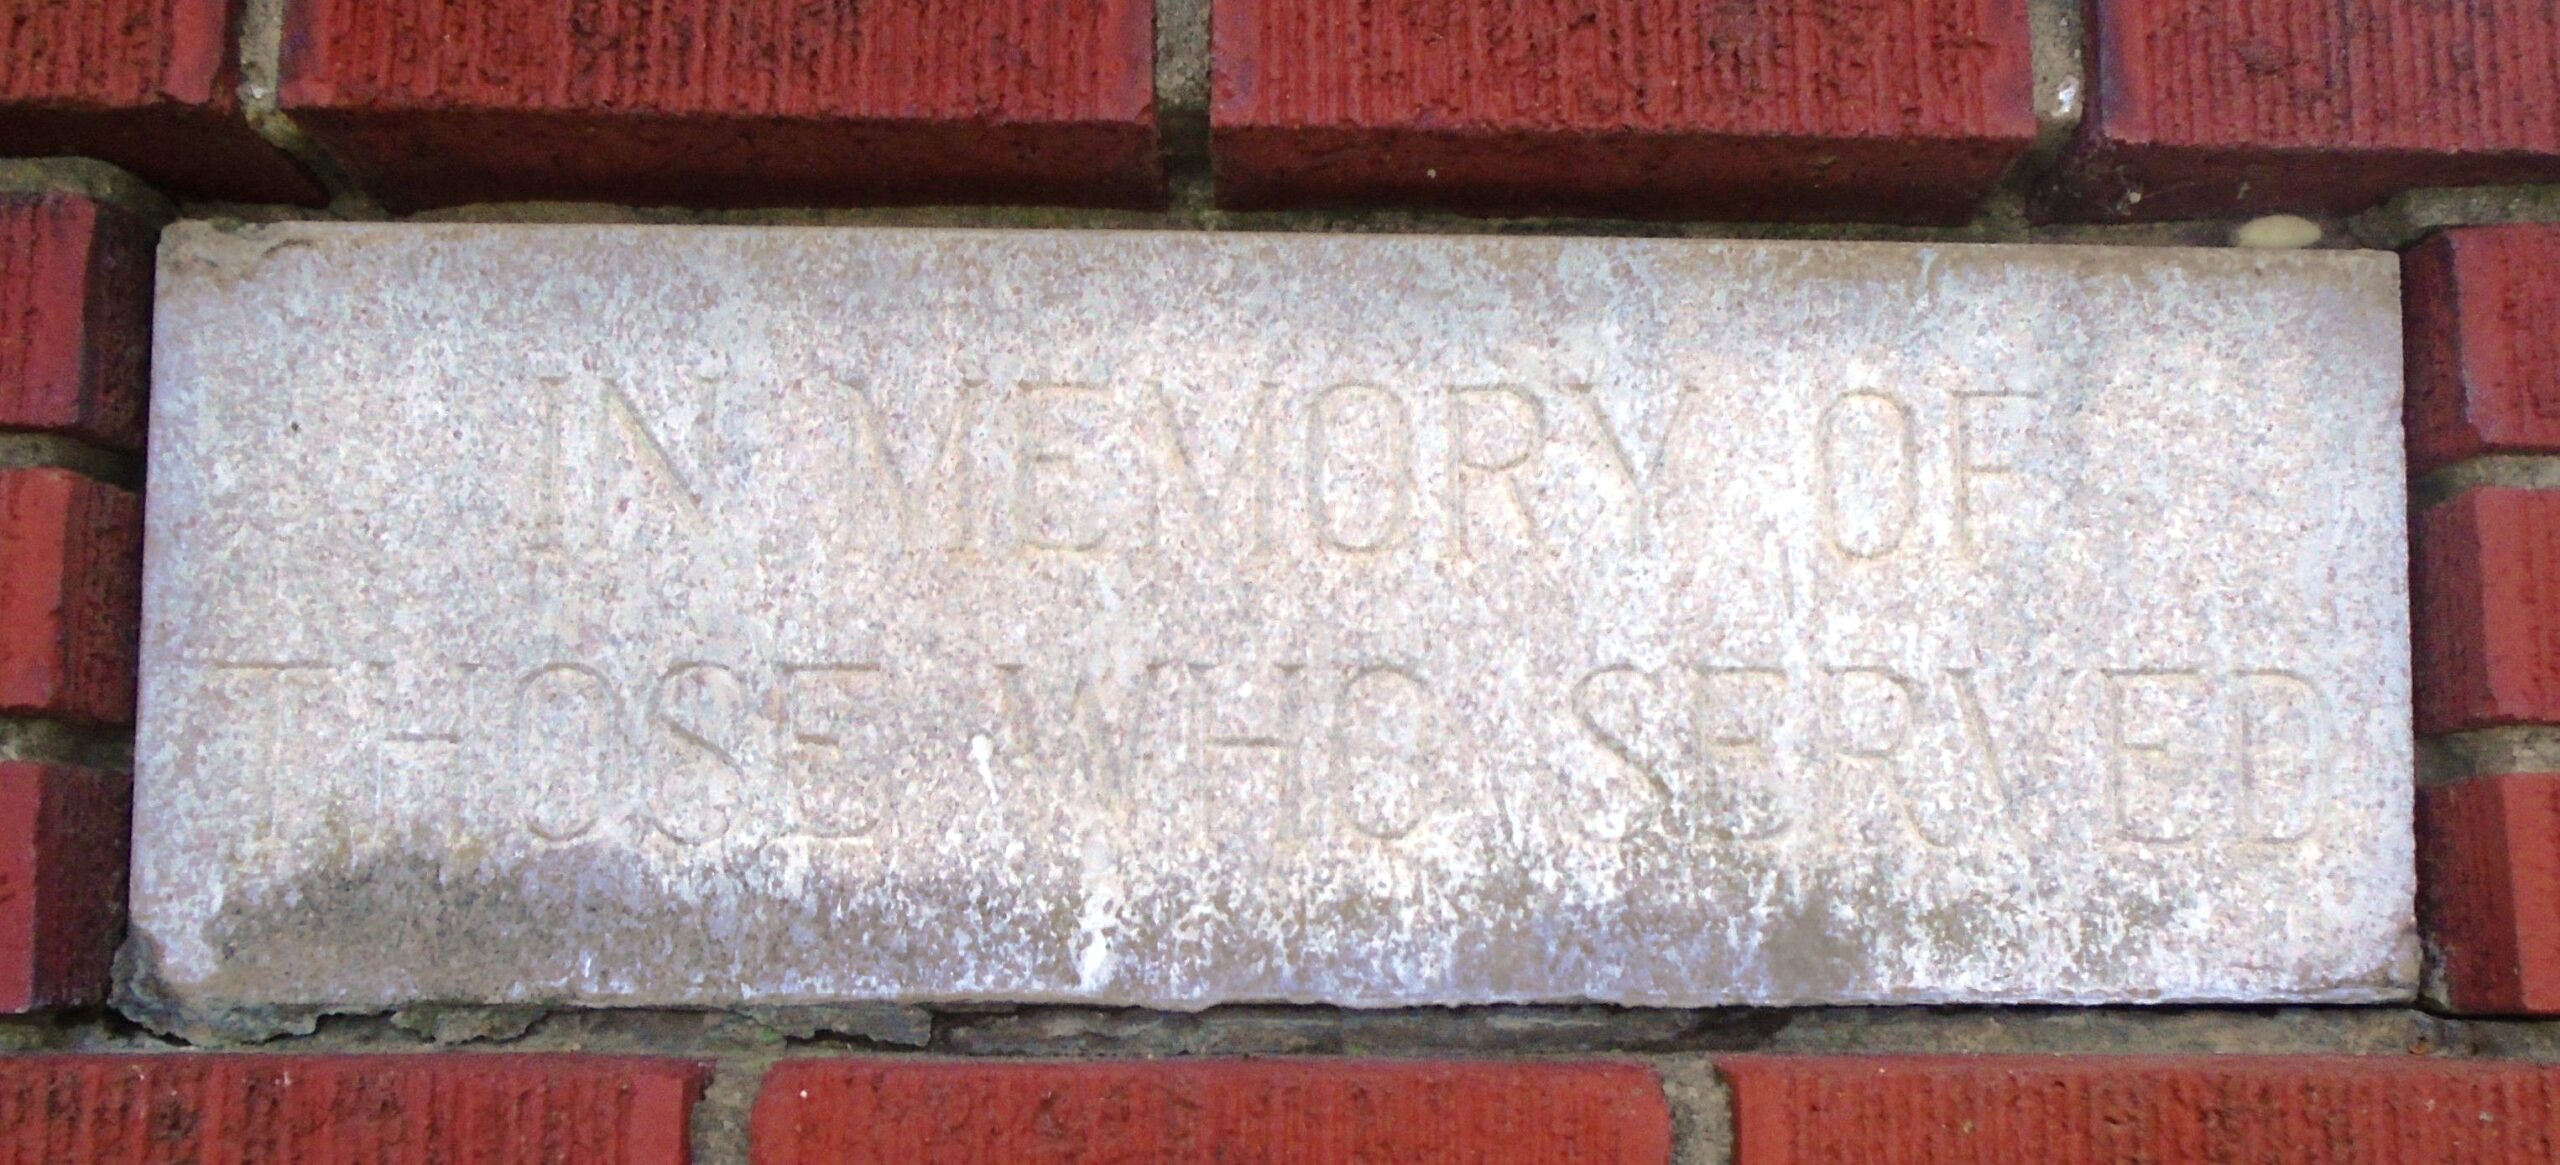 IN MEMORY OF
THOSE WHO SERVED